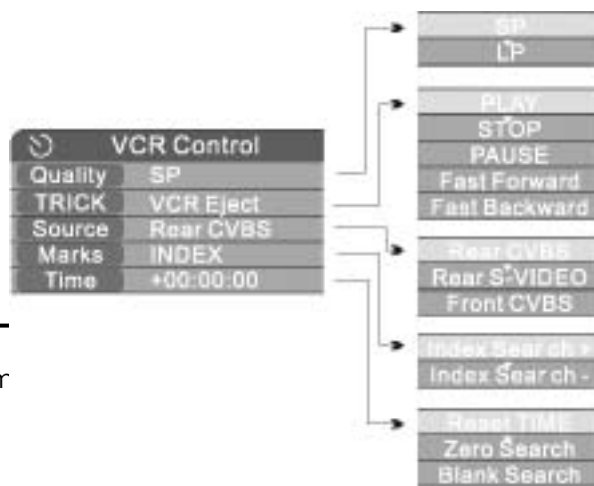 VCR Control
Quality SP
TRICK VCR Eject
Source Rear CVBS
Marks INDEX
Time +00:00:00
SP
LP
PLAY
STOP
PAUSE
Fast Forward
Fast Backward
Rear CVBS
Rear S-VIDEO
Front CVBS
Index Search +
Index Search -
Reset TIME
Zero Search
Blank Search